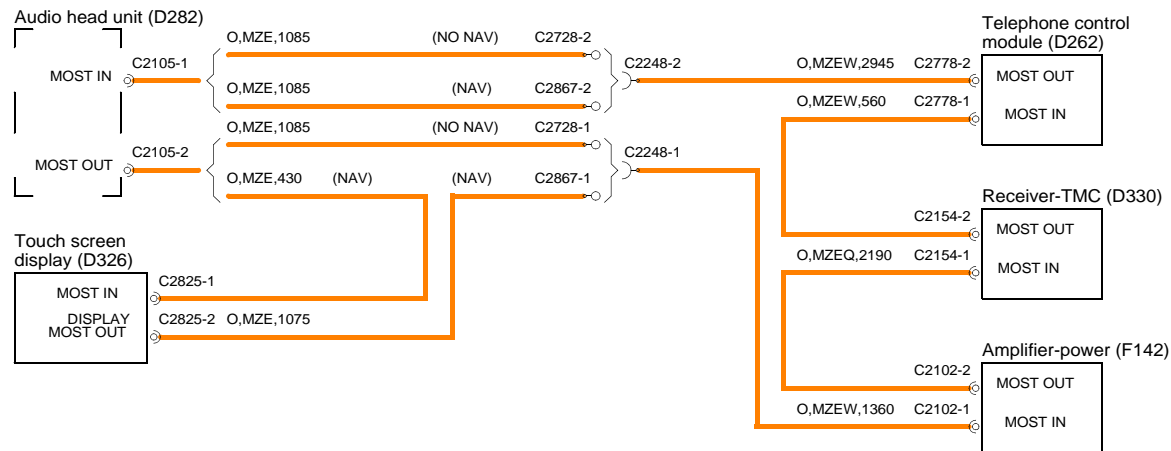 Audio head unit (D282)
MOST IN
C2105-1
O,MZE,1085 (NO NAV) C2728-2
O,MZE,1085 (NAV) C2867-2
C2248-2
MOST OUT
C2105-2
O,MZE,1085 (NO NAV) C2728-1
O,MZE,430 (NAV) (NAV) C2867-1
C2248-1
Touch screen
display (D326)
MOST IN
C2825-1
DISPLAY
MOST OUT
C2825-2 O,MZE,1075
Telephone control
module (D262)
O,MZEW,2945 C2778-2
MOST OUT
O,MZEW,560 C2778-1
MOST IN
Receiver-TMC (D330)
C2154-2
MOST OUT
O,MZEQ,2190 C2154-1
MOST IN
Amplifier-power (F142)
C2102-2
MOST OUT
O,MZEW,1360 C2102-1
MOST IN